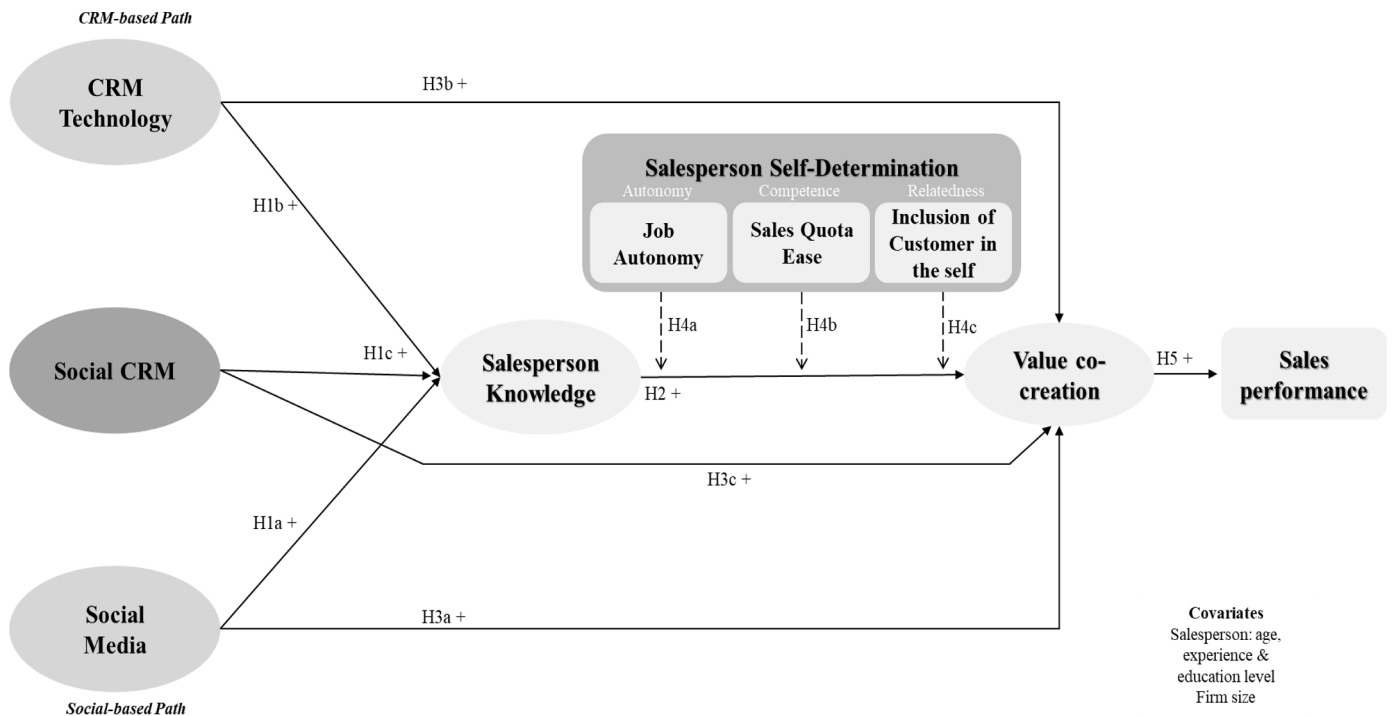 CRM-based Path
CRM
Technology
H3b +
Salesperson Self-Determination
Autonomy
Competence
Relatedness
Job
Autonomy
Sales Quota
Ease
Inclusion of
Customer in
the self
H1b +
H4a
H4b
H4c
Social CRM
H1c +
Salesperson
Knowledge
H2 +
Value co-
creation
H5 +
Sales
performance
H3c +
H1a +
Social
Media
H3a +
Social-based Path
Covariates
Salesperson: age,
experience &
education level
Firm size